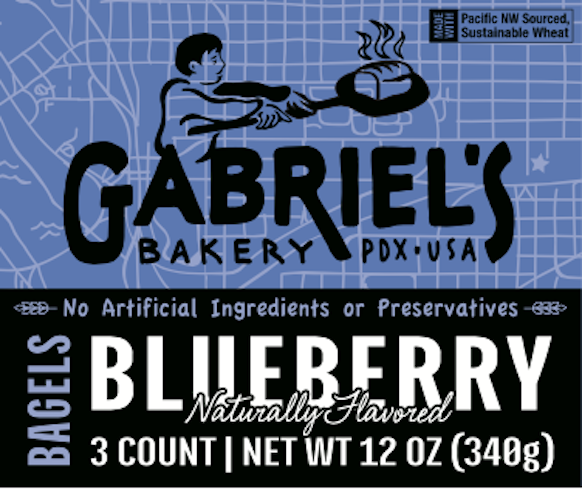 MADE WITH
Pacific NW Sourced,
Sustainable Wheat
GABRIEL'S
BAKERY PDX•USA
No Artificial Ingredients or Preservatives
BAGELS
BLUEBERRY
Naturally Flavored
3 COUNT | NET WT 12 OZ (340g)